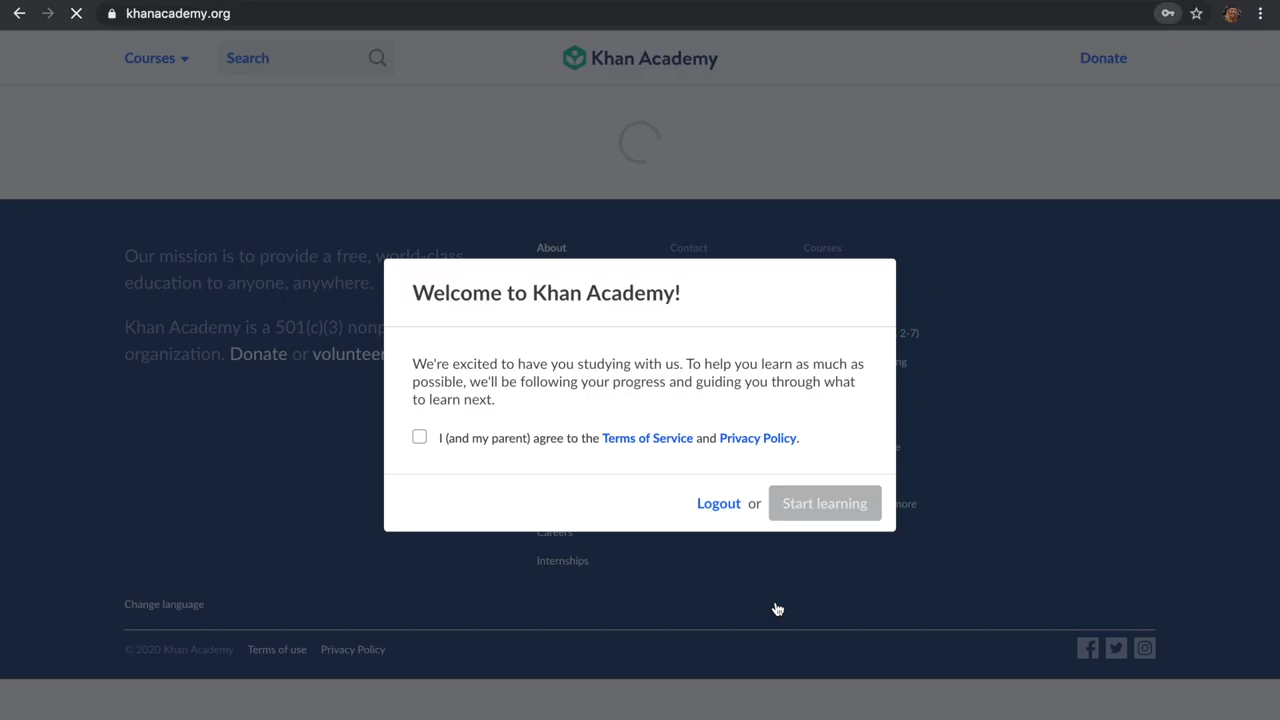 khanacademy.org
Courses
Search
Khan Academy
Donate
Our mission is to provide a free, world-class
education to anyone, anywhere.
Khan Academy is a 501(c)(3)
organization. Donate or volunteer
About
Contact
Courses
2-7)
Welcome to Khan Academy!
We're excited to have you studying with us. To help you learn as much as
possible, we'll be following your progress and guiding you through what
to learn next.
I (and my parent) agree to the Terms of Service and Privacy Policy.
Logout or Start learning
more
Careers
Internships
Change language
© 2020 Khan Academy Terms of use Privacy Policy